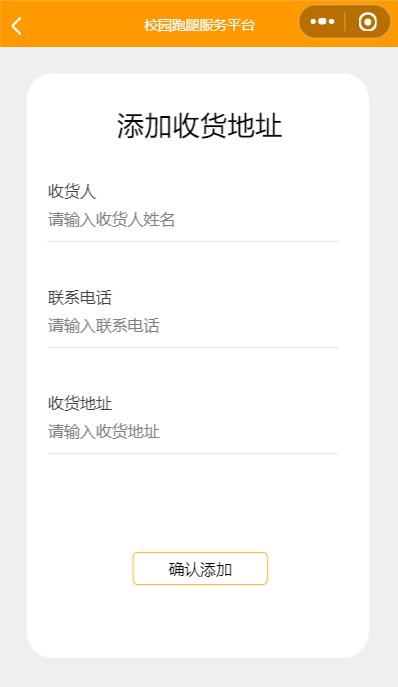 校园跑腿服务平台
添加收货地址
收货人
请输入收货人姓名
联系电话
请输入联系电话
收货地址
请输入收货地址
确认添加